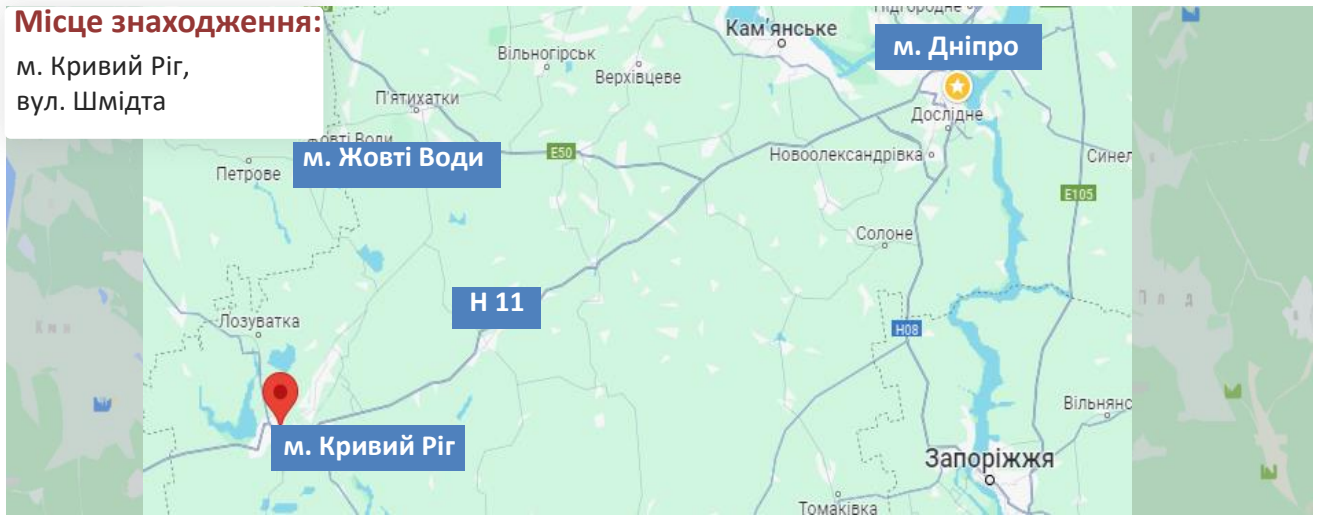 Місце знаходження:
м. Кривий Ріг,
вул. Шмідта
Підгородне
Кам'янське
м. Дніпро
Вільногірськ
Верхівцеве
П'ятихатки
Дослідне
Жовті Води
м. Жовті Води
E50
Новоолександрівка
Петрове
E105
Солоне
Н 11
Лозуватка
H08
Вільнянс
м. Кривий Ріг
Запоріжжя
Томаківка